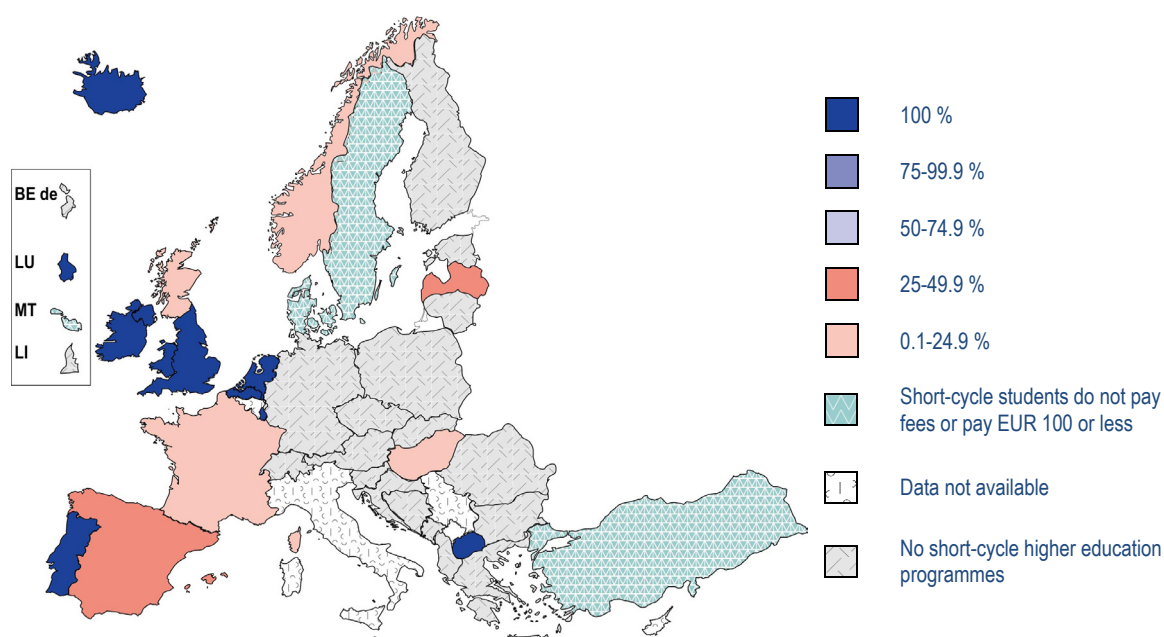 BE de
LU
MT
LI
100 %
75-99.9 %
50-74.9 %
25-49.9 %
0.1-24.9 %
Short-cycle students do not pay
fees or pay EUR 100 or less
Data not available
No short-cycle higher education
programmes